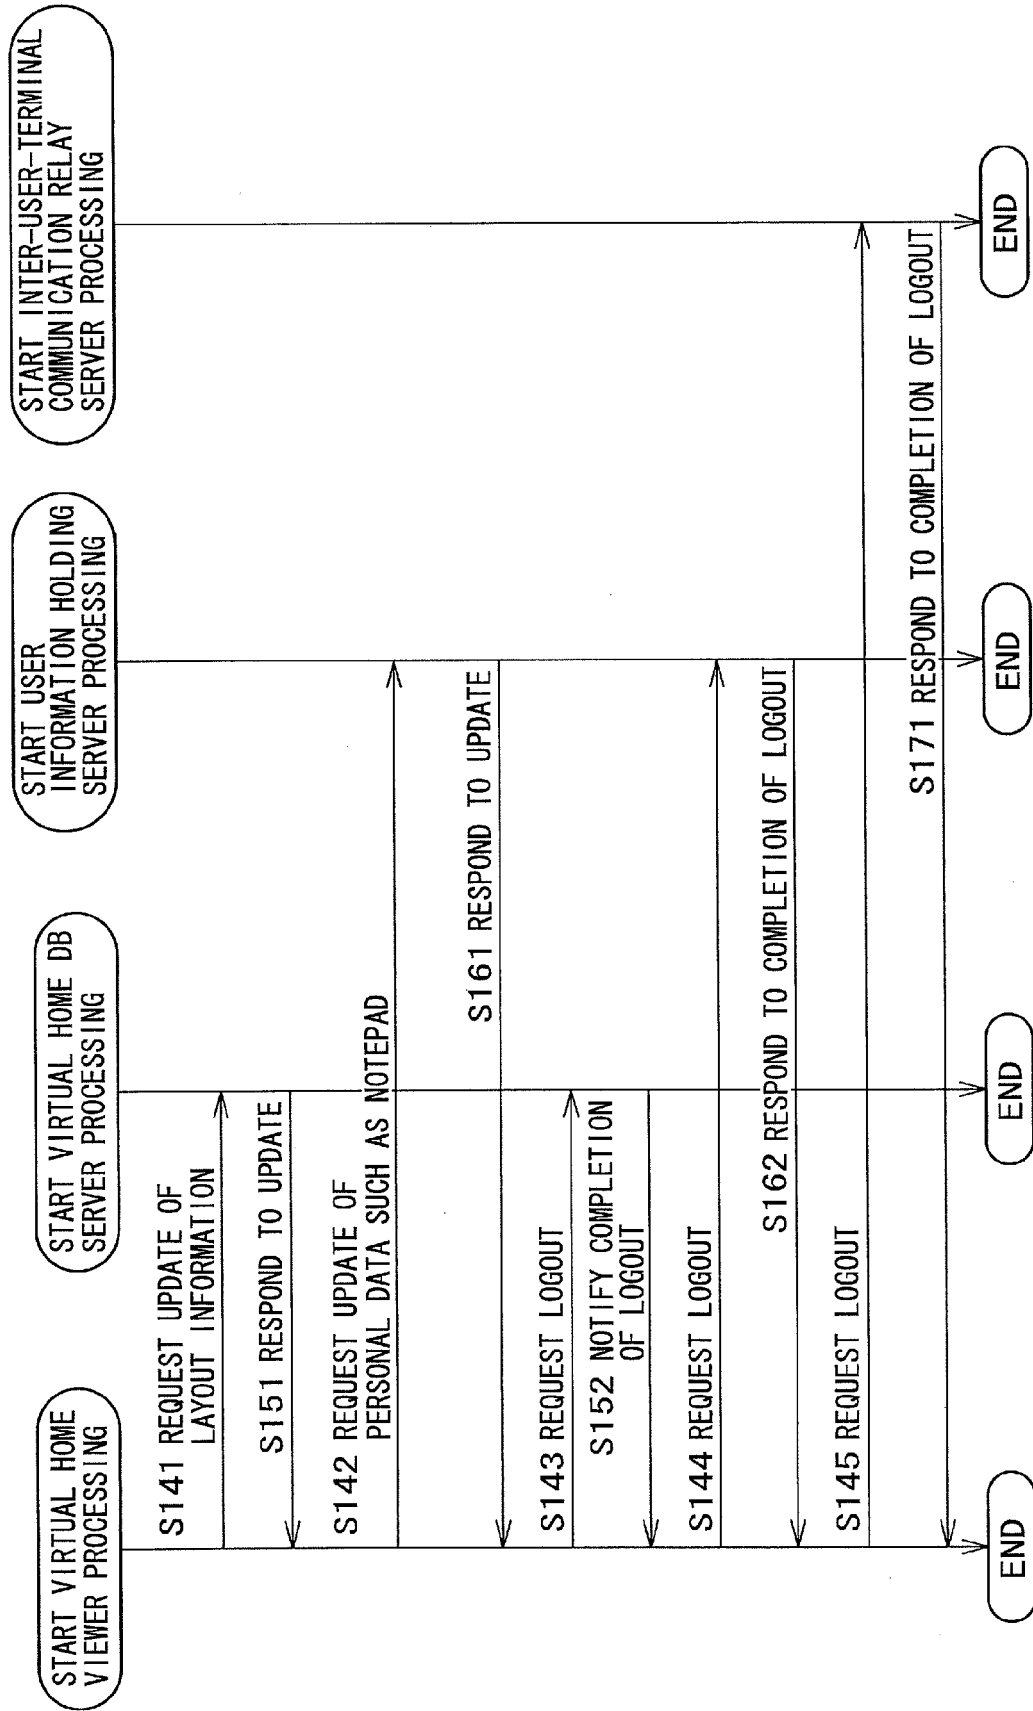 START VIRTUAL HOME
VIEWER PROCESSING
START VIRTUAL HOME DB
SERVER PROCESSING
START USER
INFORMATION HOLDING
SERVER PROCESSING
START INTER-USER-TERMINAL
COMMUNICATION RELAY
SERVER PROCESSING
S141 REQUEST UPDATE OF
LAYOUT INFORMATION
S151 RESPOND TO UPDATE
S142 REQUEST UPDATE OF
PERSONAL DATA SUCH AS NOTEPAD
S161 RESPOND TO UPDATE
S143 REQUEST LOGOUT
S152 NOTIFY COMPLETION
OF LOGOUT
S144 REQUEST LOGOUT
S162 RESPOND TO COMPLETION OF LOGOUT
S145 REQUEST LOGOUT
S171 RESPOND TO COMPLETION OF LOGOUT
END
END
END
END